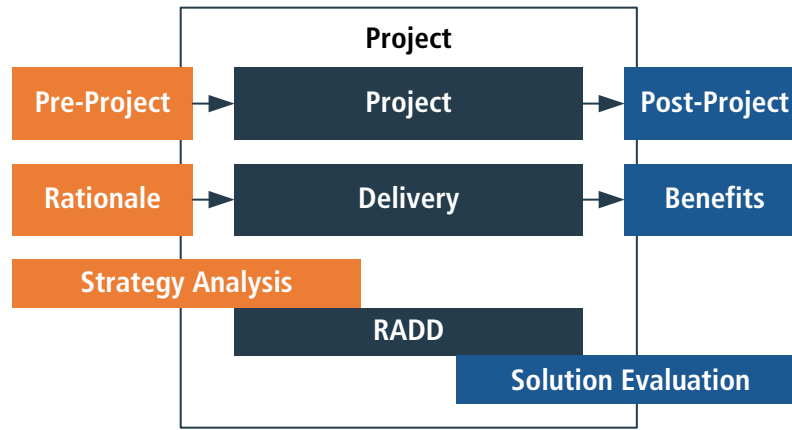 Project
Pre-Project
Project
Post-Project
Rationale
Delivery
Benefits
Strategy Analysis
RADD
Solution Evaluation